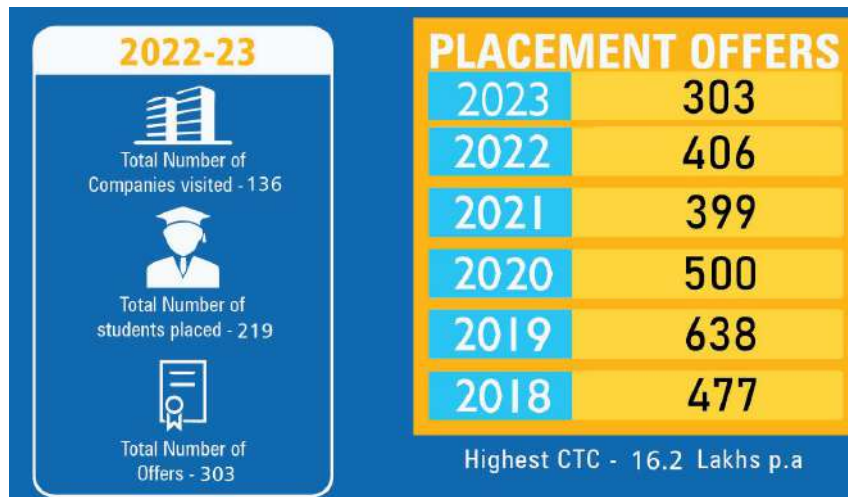 2022-23
Total Number of
Companies visited - 136
Total Number of
students placed - 219
Total Number of
Offers - 303
PLACEMENT OFFERS
2023 303
2022 406
2021 399
2020 500
2019 638
2018 477
Highest CTC - 16.2 Lakhs p.a